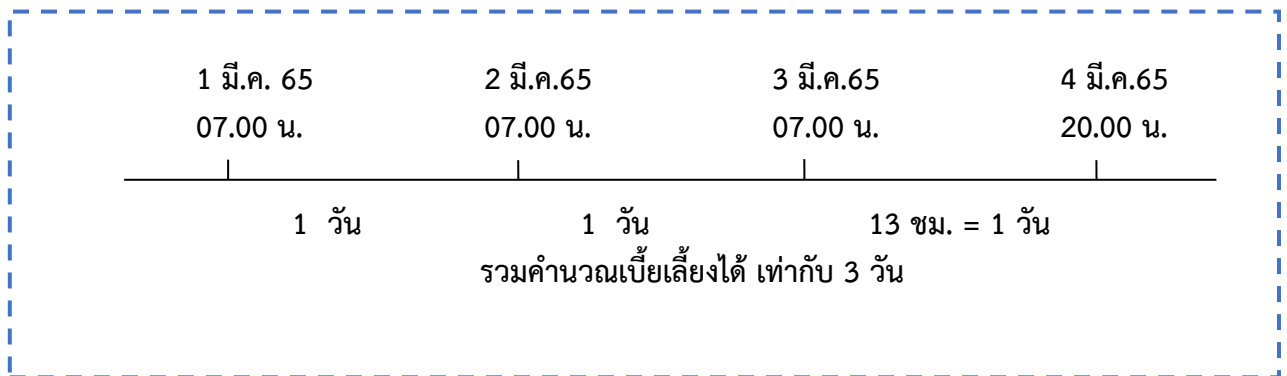 1 มี.ค. 65 2 มี.ค.65 3 มี.ค.65 4 มี.ค.65
07.00 น. 07.00 น. 07.00 น. 20.00 น.
1 วัน 1 วัน 13 ชม. = 1 วัน
รวมคำนวณเบี้ยเลี้ยงได้ เท่ากับ 3 วัน